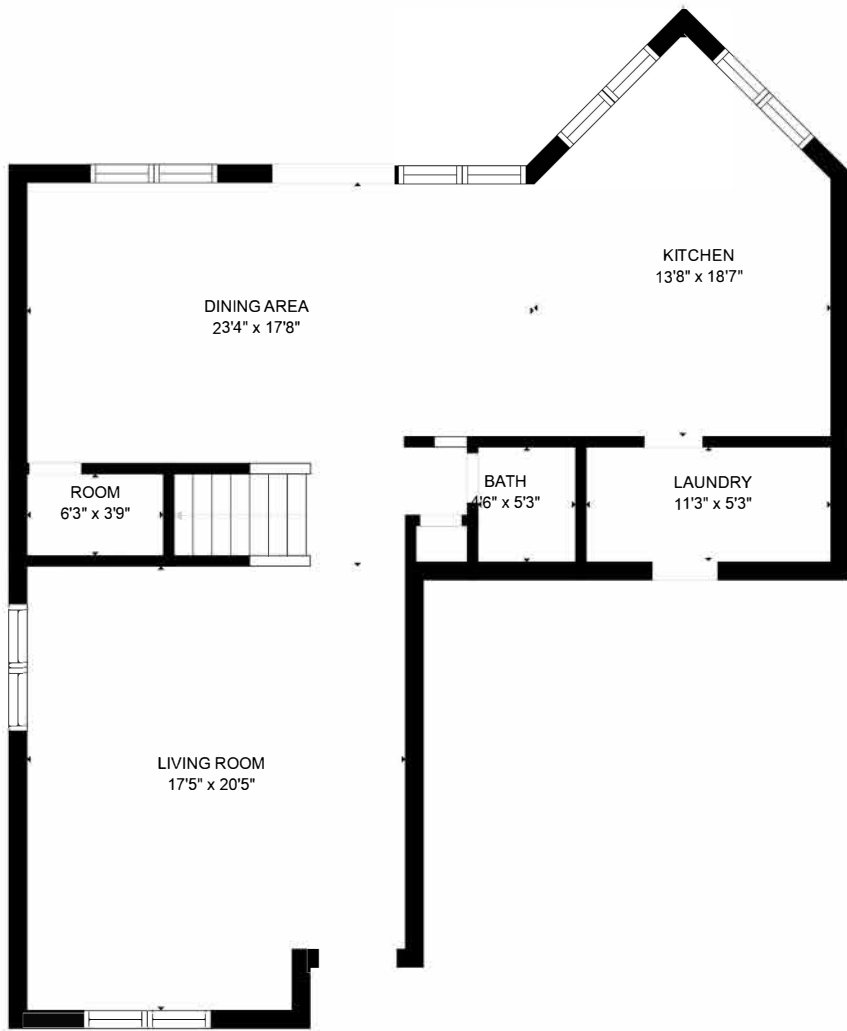 KITCHEN
13'8" x 18'7"
DINING AREA
23'4" x 17'8"
ROOM
6'3" x 3'9"
BATH
4'6" x 5'3"
LAUNDRY
11'3" x 5'3"
LIVING ROOM
17'5" x 20'5"